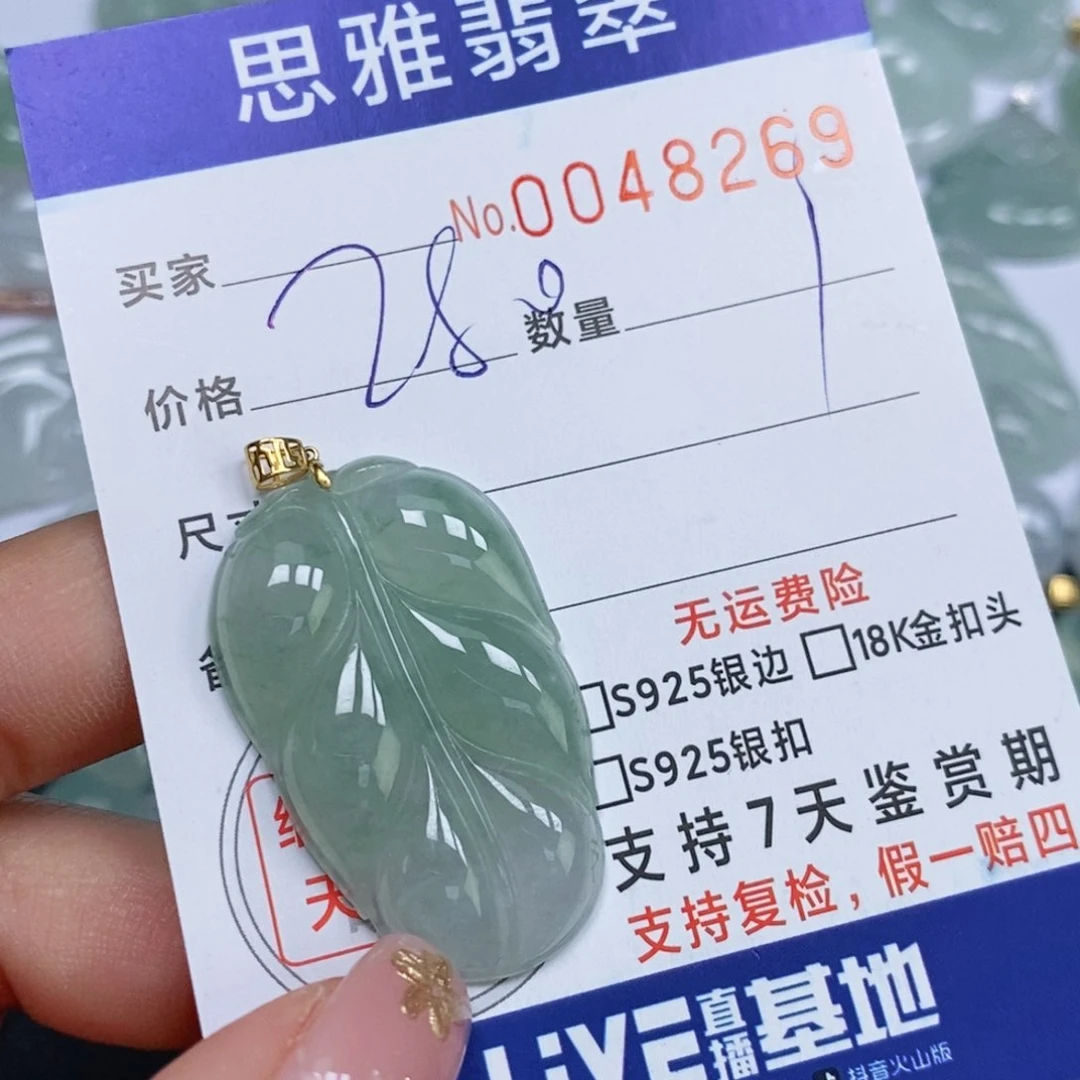 思雅翡翠
No.0048269
买家
280
数量
1
价格
尺寸
无运费险
S925银边 18K金扣头
S925银扣
支持7天鉴赏期
支持复检，假一赔四
天
LiVE直播基地
抖音火山版